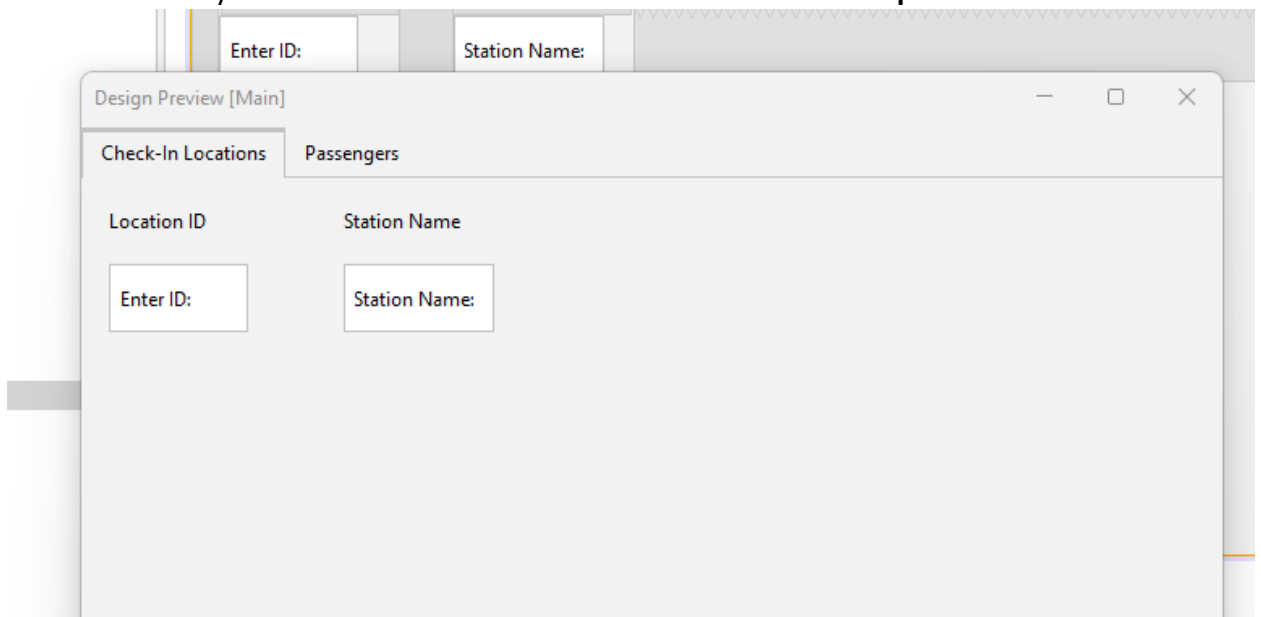 Enter ID: Station Name:
Design Preview [Main]
Check-In Locations Passengers
Location ID Station Name
Enter ID: Station Name: